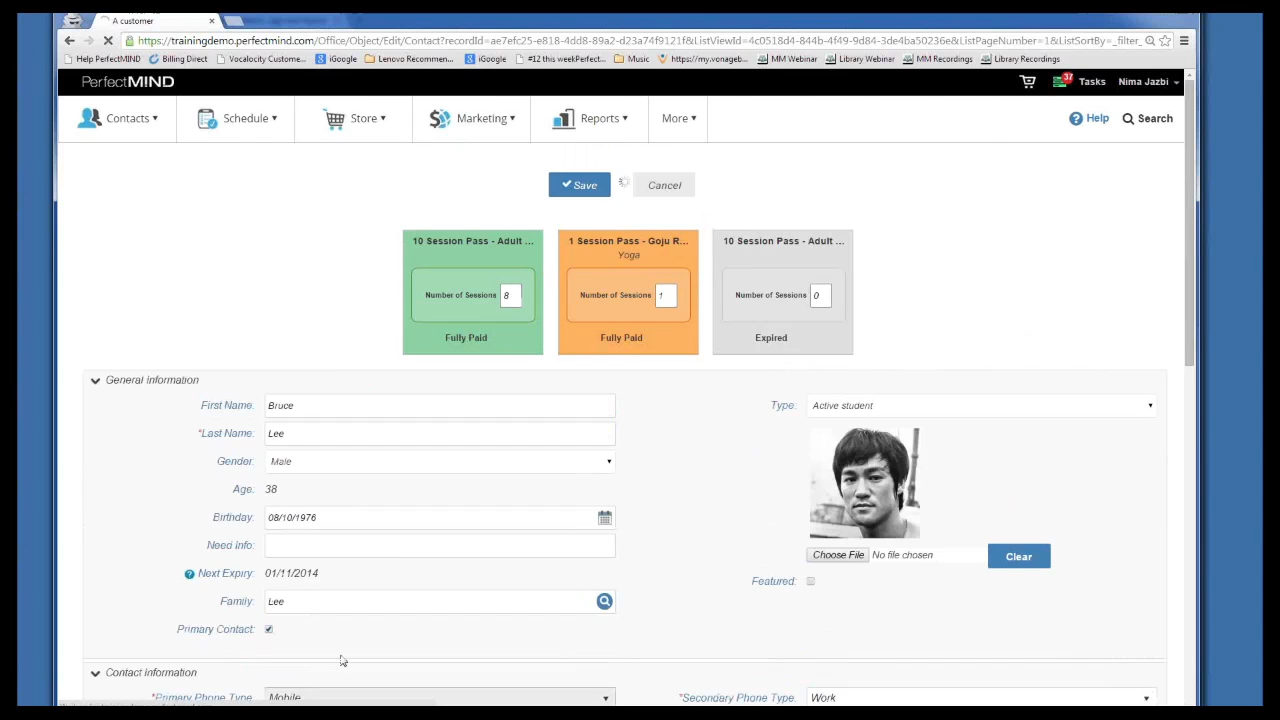 A customer
https://trainingdemo.perfectmind.com/Office/Object/Edit/Contact?recordId=ae7efc25-e818-4dd8-89a2-d23a74f9121f&ListViewId=4c0518d4-844b-4f49-9d84-3de4ba50252e&ListPageNumber=1&ListSortBy=_filter_
Help PerfectMIND Billing Direct Vocalocity Custome... iGoogle Lenovo Recommen... iGoogle #12 this weekPerfect... Music https://my.vonageb... MM Webinar Library Webinar MM Recordings Library Recordings
PerfectMIND 37 Tasks Nima Jazbi
Contacts Schedule Store Marketing Reports More Help Search
Save Cancel
10 Session Pass - Adult ... 1 Session Pass - Goju R... 10 Session Pass - Adult ...
Yoga
Number of Sessions 8 Number of Sessions 1 Number of Sessions 0
Fully Paid Fully Paid Expired
General information
First Name: Bruce Type: Active student
*Last Name: Lee
Gender: Male
Age: 38
Birthday: 08/10/1976
Need Info: Choose File No file chosen Clear
Next Expiry: 01/11/2014 Featured:
Family: Lee
Primary Contact:
Contact information
*Primary Phone Type Mobile *Secondary Phone Type: Work